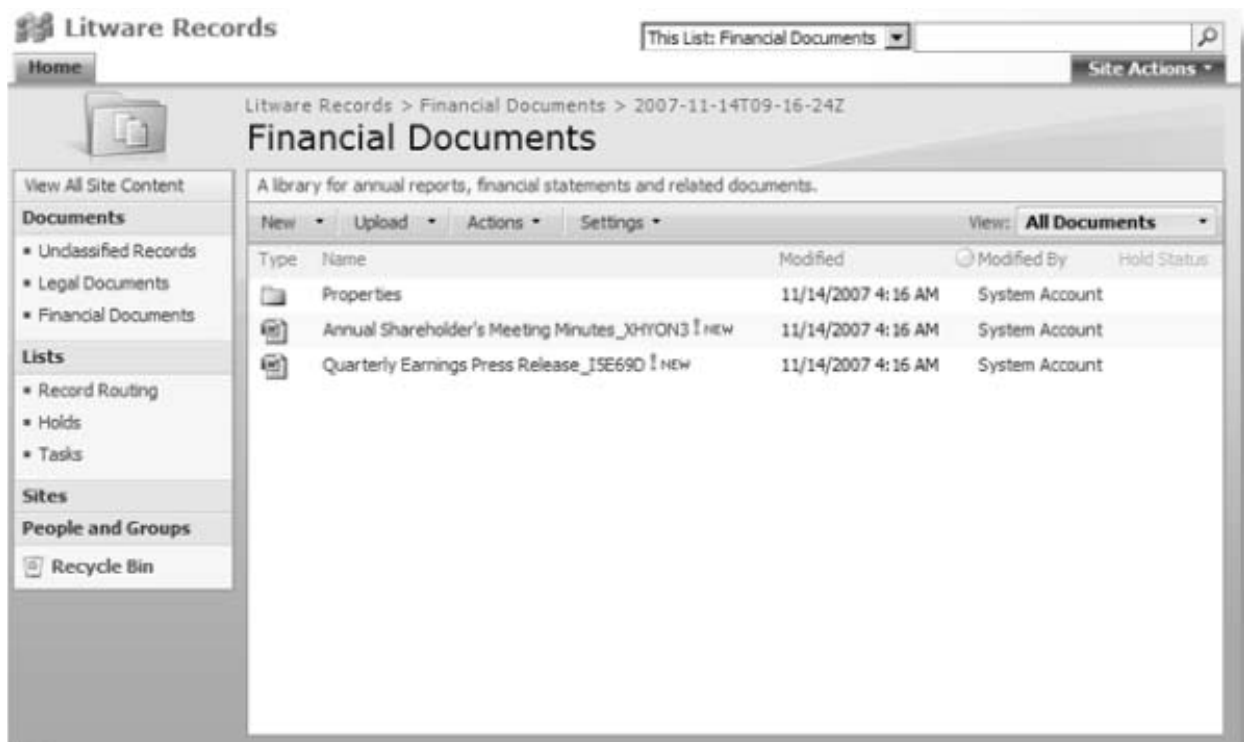 Litware Records
This List: Financial Documents
Home
Site Actions
Litware Records > Financial Documents > 2007-11-14T09-16-24Z
Financial Documents
View All Site Content
Documents
Unclassified Records
Legal Documents
Financial Documents
Lists
Record Routing
Holds
Tasks
Sites
People and Groups
Recycle Bin
A library for annual reports, financial statements and related documents.
New Upload Actions Settings View: All Documents
Type Name Modified Modified By Hold Status
Properties 11/14/2007 4:16 AM System Account
Annual Shareholder's Meeting Minutes_XHYON3 ! NEW 11/14/2007 4:16 AM System Account
Quarterly Earnings Press Release_I5E69D ! NEW 11/14/2007 4:16 AM System Account